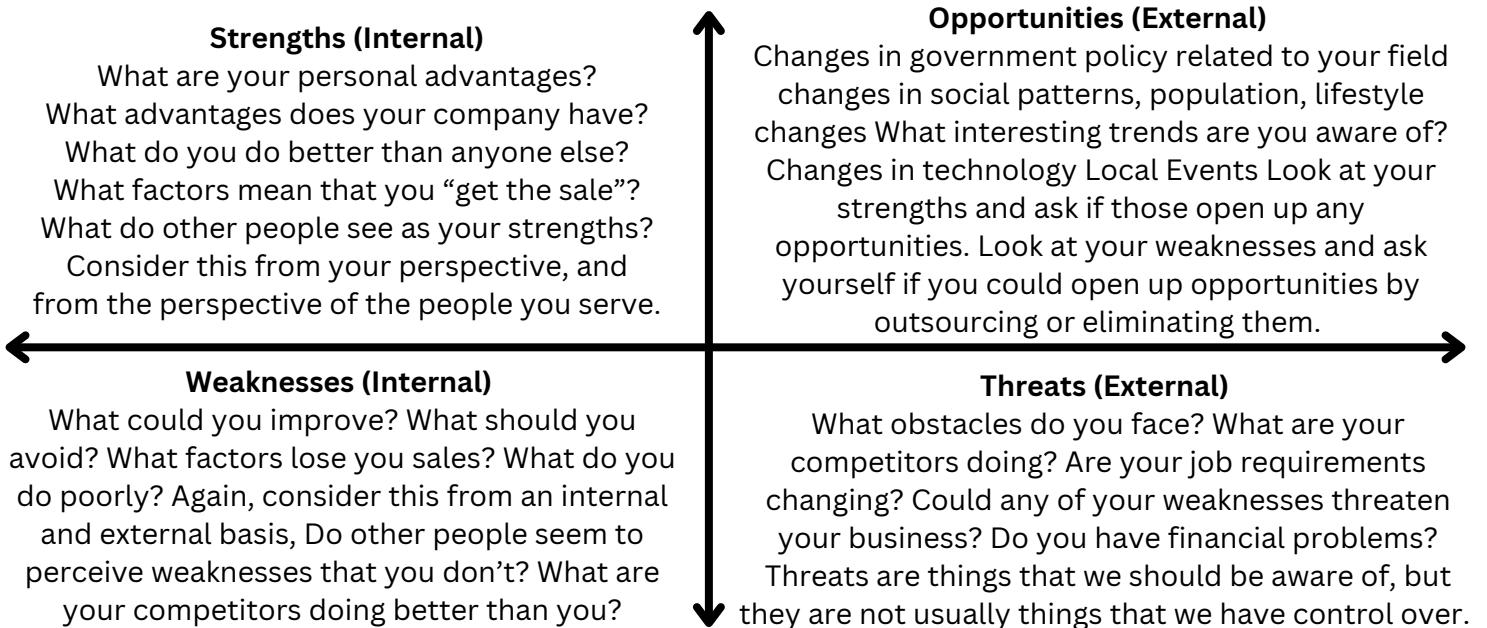 Strengths (Internal)
What are your personal advantages?
What advantages does your company have?
What do you do better than anyone else?
What factors mean that you “get the sale”?
What do other people see as your strengths?
Consider this from your perspective, and
from the perspective of the people you serve.
Opportunities (External)
Changes in government policy related to your field
changes in social patterns, population, lifestyle
changes What interesting trends are you aware of?
Changes in technology Local Events Look at your
strengths and ask if those open up any
opportunities. Look at your weaknesses and ask
yourself if you could open up opportunities by
outsourcing or eliminating them.
Weaknesses (Internal)
What could you improve? What should you
avoid? What factors lose you sales? What do you
do poorly? Again, consider this from an internal
and external basis, Do other people seem to
perceive weaknesses that you don’t? What are
your competitors doing better than you?
Threats (External)
What obstacles do you face? What are your
competitors doing? Are your job requirements
changing? Could any of your weaknesses threaten
your business? Do you have financial problems?
Threats are things that we should be aware of, but
they are not usually things that we have control over.